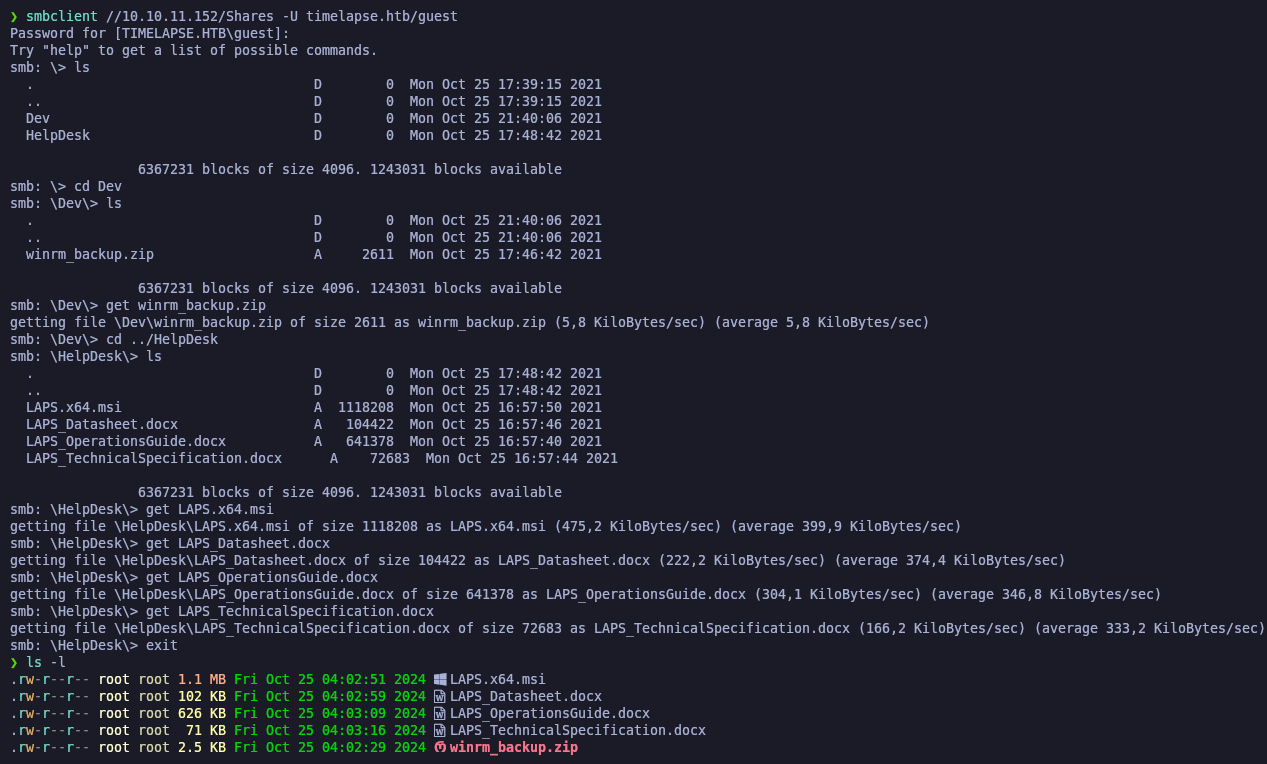 ❯ smbclient //10.10.11.152/Shares -U timelapse.htb/guest
Password for [TIMELAPSE.HTB\guest]:
Try "help" to get a list of possible commands.
smb: \> ls
  .                                   D        0  Mon Oct 25 17:39:15 2021
  ..                                  D        0  Mon Oct 25 17:39:15 2021
  Dev                                 D        0  Mon Oct 25 21:40:06 2021
  HelpDesk                            D        0  Mon Oct 25 17:48:42 2021
                6367231 blocks of size 4096. 1243031 blocks available
smb: \> cd Dev
smb: \Dev\> ls
  .                                   D        0  Mon Oct 25 21:40:06 2021
  ..                                  D        0  Mon Oct 25 21:40:06 2021
  winrm_backup.zip                    A     2611  Mon Oct 25 17:46:42 2021
                6367231 blocks of size 4096. 1243031 blocks available
smb: \Dev\> get winrm_backup.zip
getting file \Dev\winrm_backup.zip of size 2611 as winrm_backup.zip (5,8 KiloBytes/sec) (average 5,8 KiloBytes/sec)
smb: \Dev\> cd ../HelpDesk
smb: \HelpDesk\> ls
  .                                   D        0  Mon Oct 25 17:48:42 2021
  ..                                  D        0  Mon Oct 25 17:48:42 2021
  LAPS.x64.msi                        A  1118208  Mon Oct 25 16:57:50 2021
  LAPS_Datasheet.docx                 A   104422  Mon Oct 25 16:57:46 2021
  LAPS_OperationsGuide.docx           A   641378  Mon Oct 25 16:57:40 2021
  LAPS_TechnicalSpecification.docx      A    72683  Mon Oct 25 16:57:44 2021
                6367231 blocks of size 4096. 1243031 blocks available
smb: \HelpDesk\> get LAPS.x64.msi
getting file \HelpDesk\LAPS.x64.msi of size 1118208 as LAPS.x64.msi (475,2 KiloBytes/sec) (average 399,9 KiloBytes/sec)
smb: \HelpDesk\> get LAPS_Datasheet.docx
getting file \HelpDesk\LAPS_Datasheet.docx of size 104422 as LAPS_Datasheet.docx (222,2 KiloBytes/sec) (average 374,4 KiloBytes/sec)
smb: \HelpDesk\> get LAPS_OperationsGuide.docx
getting file \HelpDesk\LAPS_OperationsGuide.docx of size 641378 as LAPS_OperationsGuide.docx (304,1 KiloBytes/sec) (average 346,8 KiloBytes/sec)
smb: \HelpDesk\> get LAPS_TechnicalSpecification.docx
getting file \HelpDesk\LAPS_TechnicalSpecification.docx of size 72683 as LAPS_TechnicalSpecification.docx (166,2 KiloBytes/sec) (average 333,2 KiloBytes/sec)
smb: \HelpDesk\> exit
❯ ls -l
.rw-r--r-- root root 1.1 MB Fri Oct 25 04:02:51 2024 LAPS.x64.msi
.rw-r--r-- root root 102 KB Fri Oct 25 04:02:59 2024 LAPS_Datasheet.docx
.rw-r--r-- root root 626 KB Fri Oct 25 04:03:09 2024 LAPS_OperationsGuide.docx
.rw-r--r-- root root  71 KB Fri Oct 25 04:03:16 2024 LAPS_TechnicalSpecification.docx
.rw-r--r-- root root 2.5 KB Fri Oct 25 04:02:29 2024 winrm_backup.zip